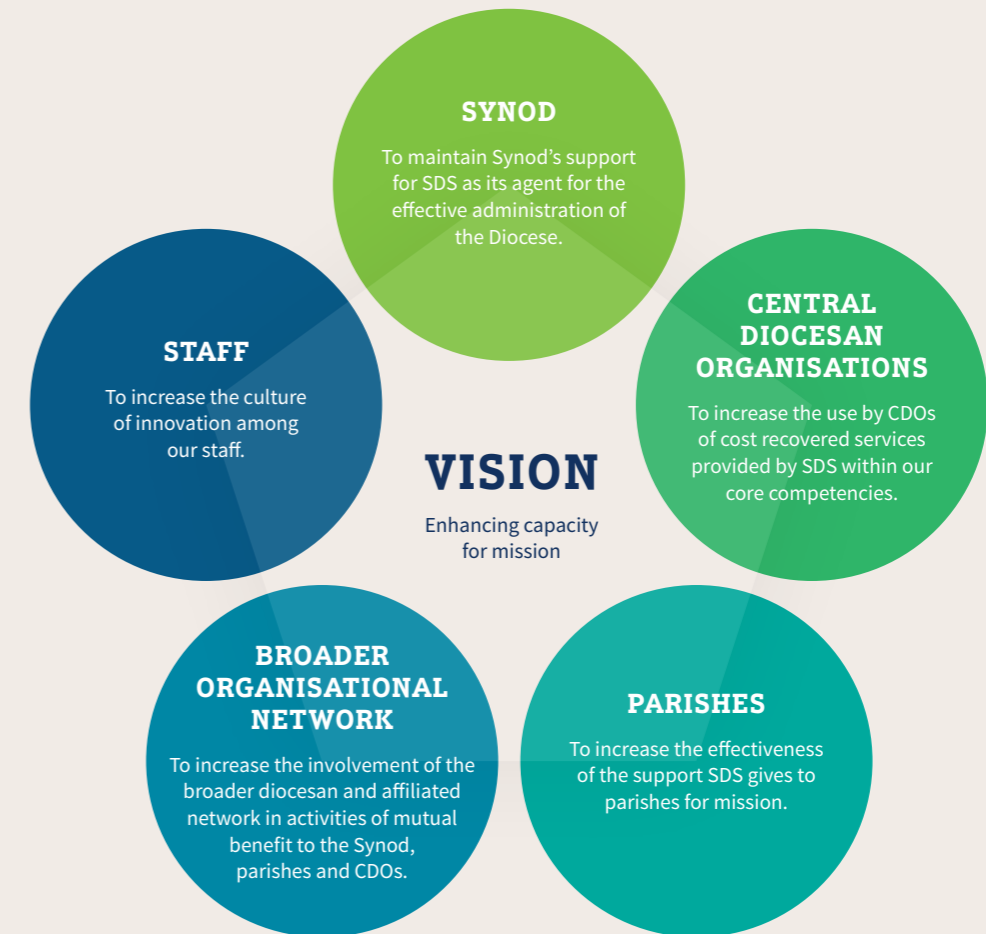 SYNOD
To maintain Synod’s support
for SDS as its agent for the
effective administration of
the Diocese.
CENTRAL
DIOCESAN
ORGANISATIONS
To increase the use by CDOs
of cost recovered services
provided by SDS within our
core competencies.
STAFF
To increase the culture
of innovation among
our staff.
VISION
Enhancing capacity
for mission
BROADER
ORGANISATIONAL
NETWORK
To increase the involvement of the
broader diocesan and affiliated
network in activities of mutual
benefit to the Synod,
parishes and CDOs.
PARISHES
To increase the effectiveness
of the support SDS gives to
parishes for mission.